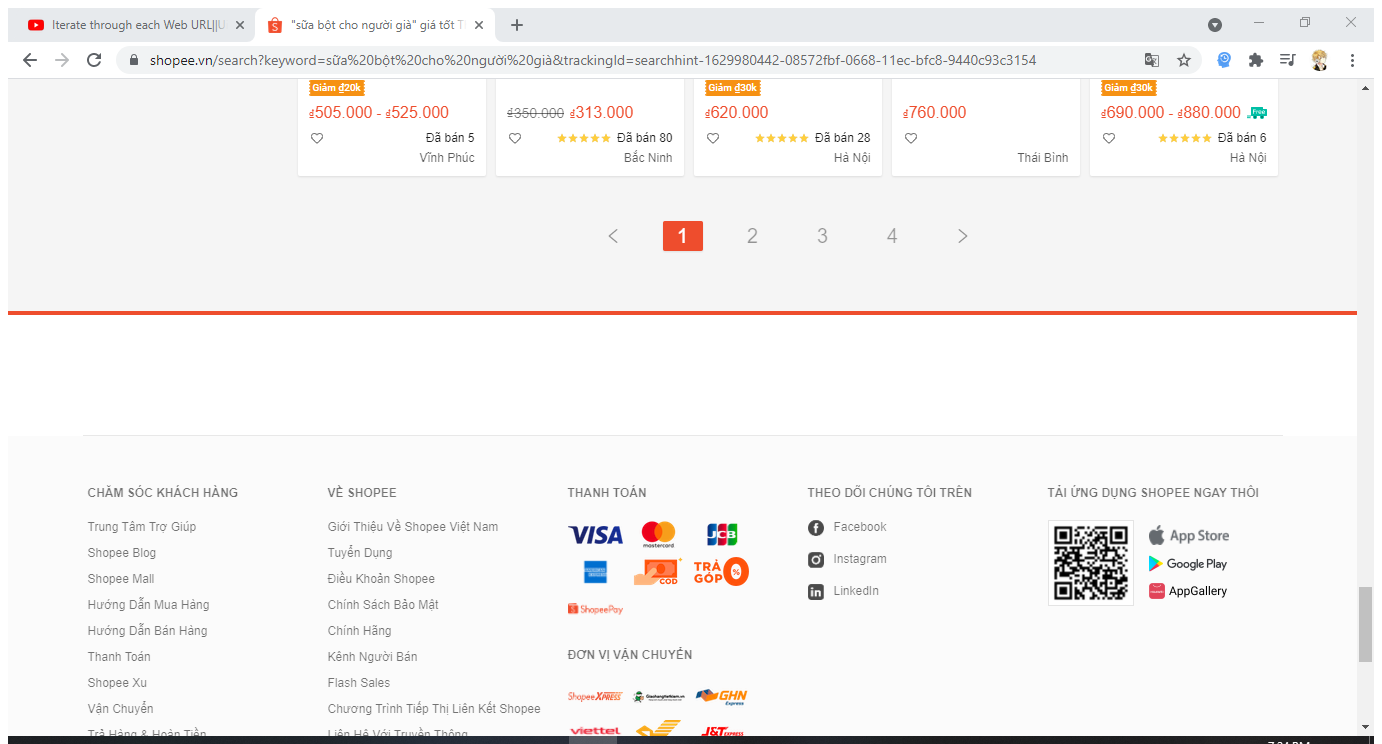 Iterate through each Web URL||U
"sữa bột cho người già" giá tốt T
shopee.vn/search?keyword=sữa%20bột%20cho%20người%20già&trackingId=searchhint-1629980442-08572fbf-0668-11ec-bfc8-9440c93c3154
Giảm ₫20k
Giảm ₫30k
Giảm ₫30k
₫505.000 - ₫525.000
₫350.000 ₫313.000
₫620.000
₫760.000
₫690.000 - ₫880.000 Free
Đã bán 5
Đã bán 80
Đã bán 28
Đã bán 6
Vĩnh Phúc
Bắc Ninh
Hà Nội
Thái Bình
Hà Nội
1 2 3 4
CHĂM SÓC KHÁCH HÀNG
Trung Tâm Trợ Giúp
Shopee Blog
Shopee Mall
Hướng Dẫn Mua Hàng
Hướng Dẫn Bán Hàng
Thanh Toán
Shopee Xu
Vận Chuyển
Trả Hàng & Hoàn Tiền
VỀ SHOPEE
Giới Thiệu Về Shopee Việt Nam
Tuyển Dụng
Điều Khoản Shopee
Chính Sách Bảo Mật
Chính Hãng
Kênh Người Bán
Flash Sales
Chương Trình Tiếp Thị Liên Kết Shopee
Liên Hệ Với Truyền Thông
THANH TOÁN
VISA
mastercard
JCB
COD
TRẢ GÓP %
ShopeePay
ĐƠN VỊ VẬN CHUYỂN
Shopee XPRESS
GHN Express
viettel
J&T EXPRESS
THEO DÕI CHÚNG TÔI TRÊN
Facebook
Instagram
LinkedIn
TẢI ỨNG DỤNG SHOPEE NGAY THÔI
App Store
Google Play
AppGallery
7:24 PM